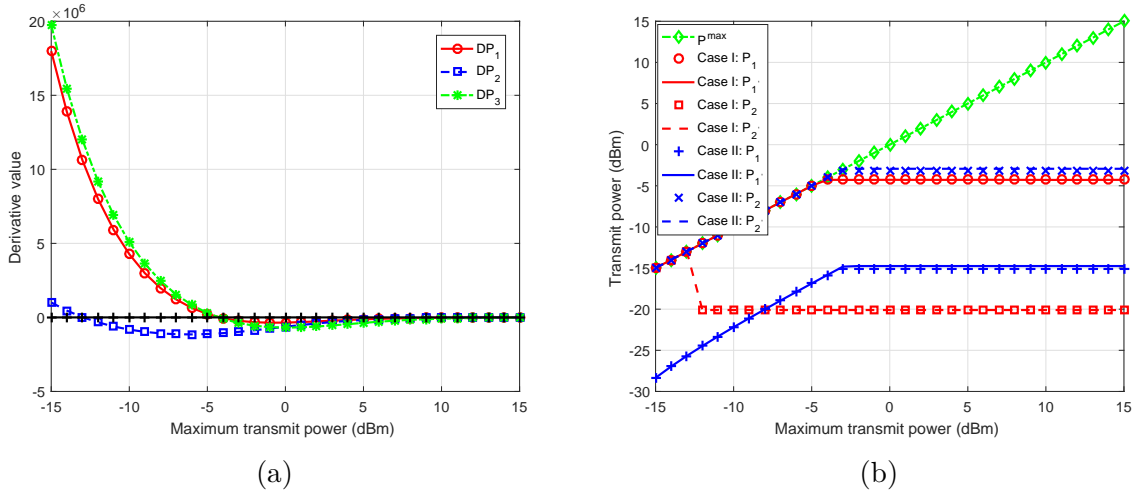 20 ×10⁶
15
10
5
0
-5
-15 -10 -5 0 5 10 15
Maximum transmit power (dBm)
Derivative value
DP₁
DP₂
DP₃
(a)
15
10
5
0
-5
-10
-15
-20
-25
-30
-15 -10 -5 0 5 10 15
Maximum transmit power (dBm)
Transmit power (dBm)
Pᵐᵃˣ
Case I: P₁
Case I: P₁'
Case I: P₂
Case I: P₂'
Case II: P₁
Case II: P₁'
Case II: P₂
Case II: P₂'
(b)